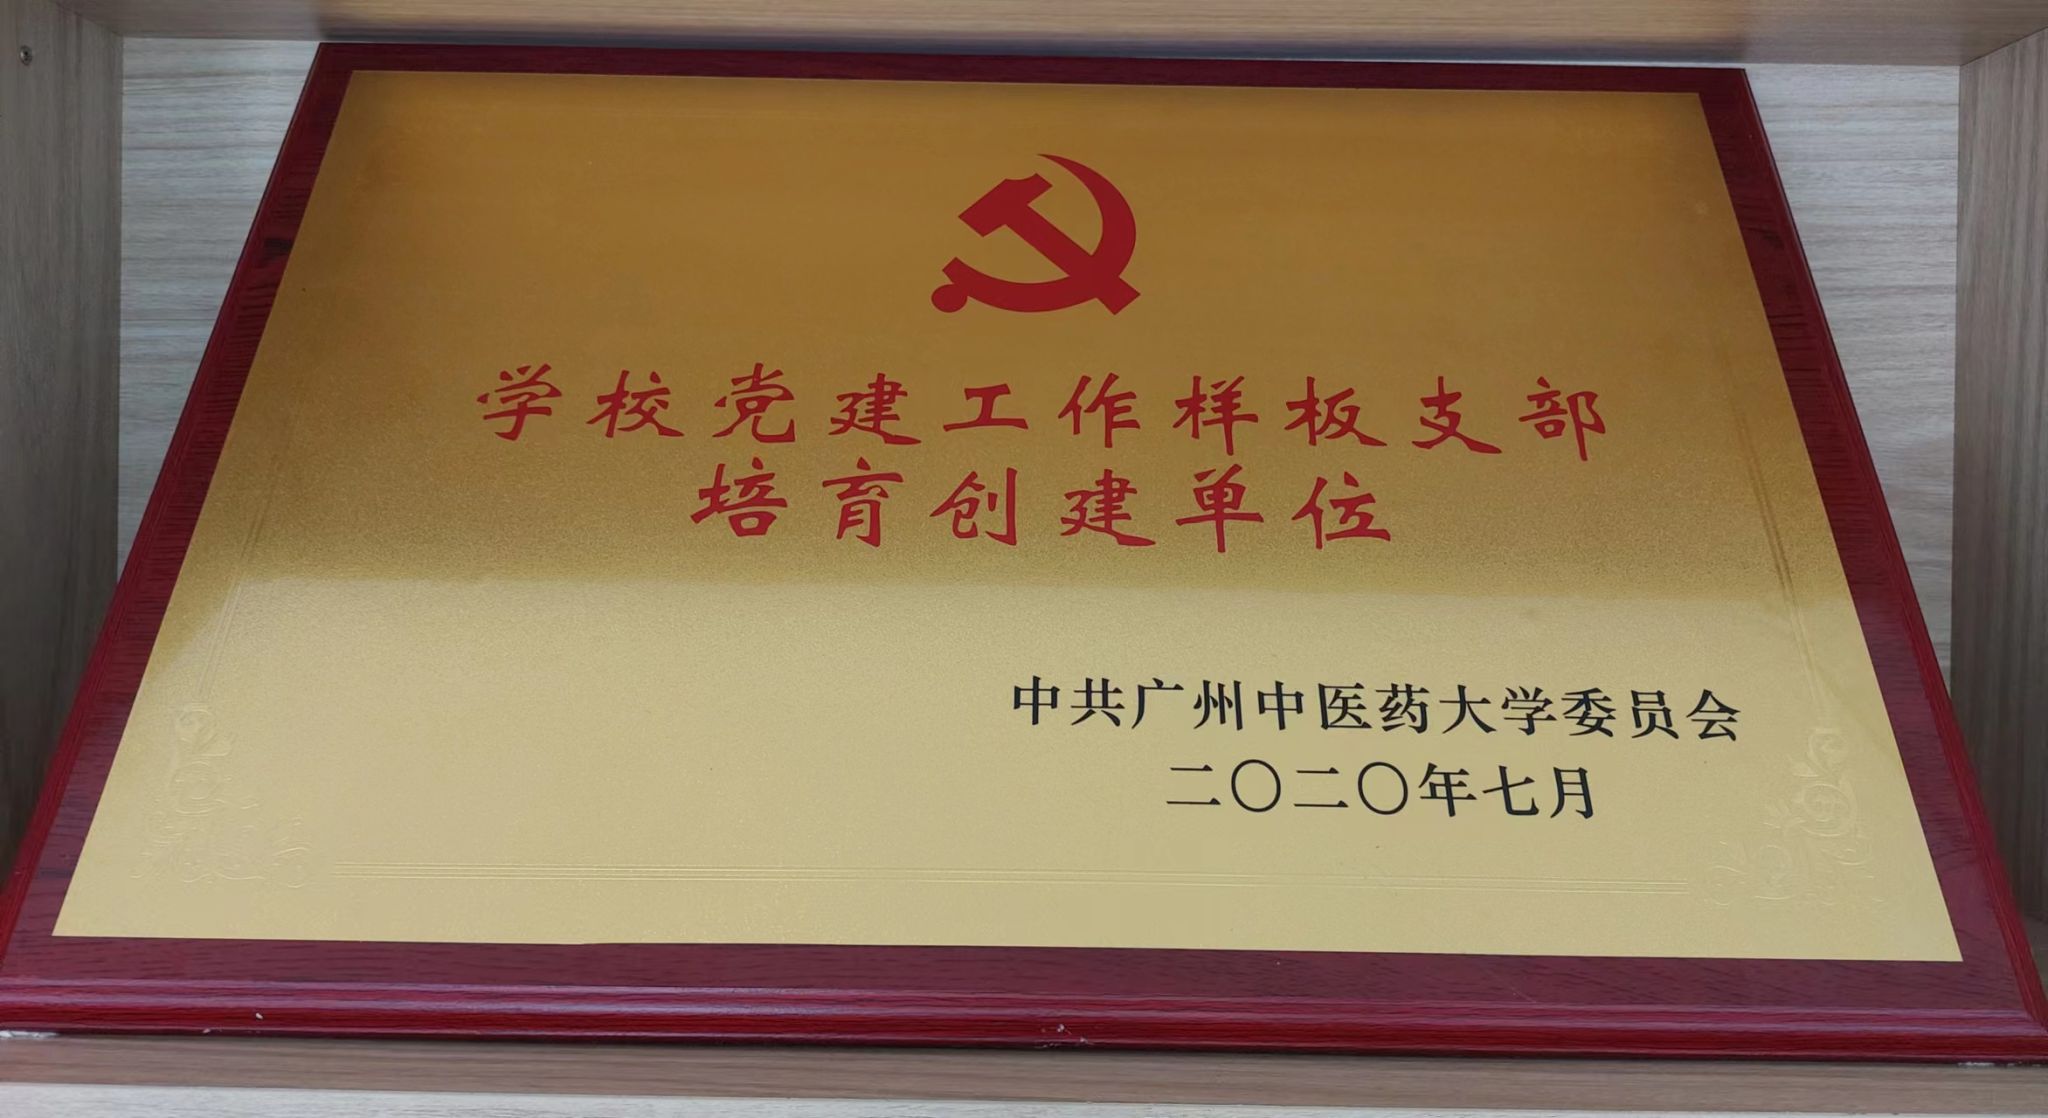 学校党建工作样板支部
培育创建单位
中共广州中医药大学委员会
二〇二〇年七月